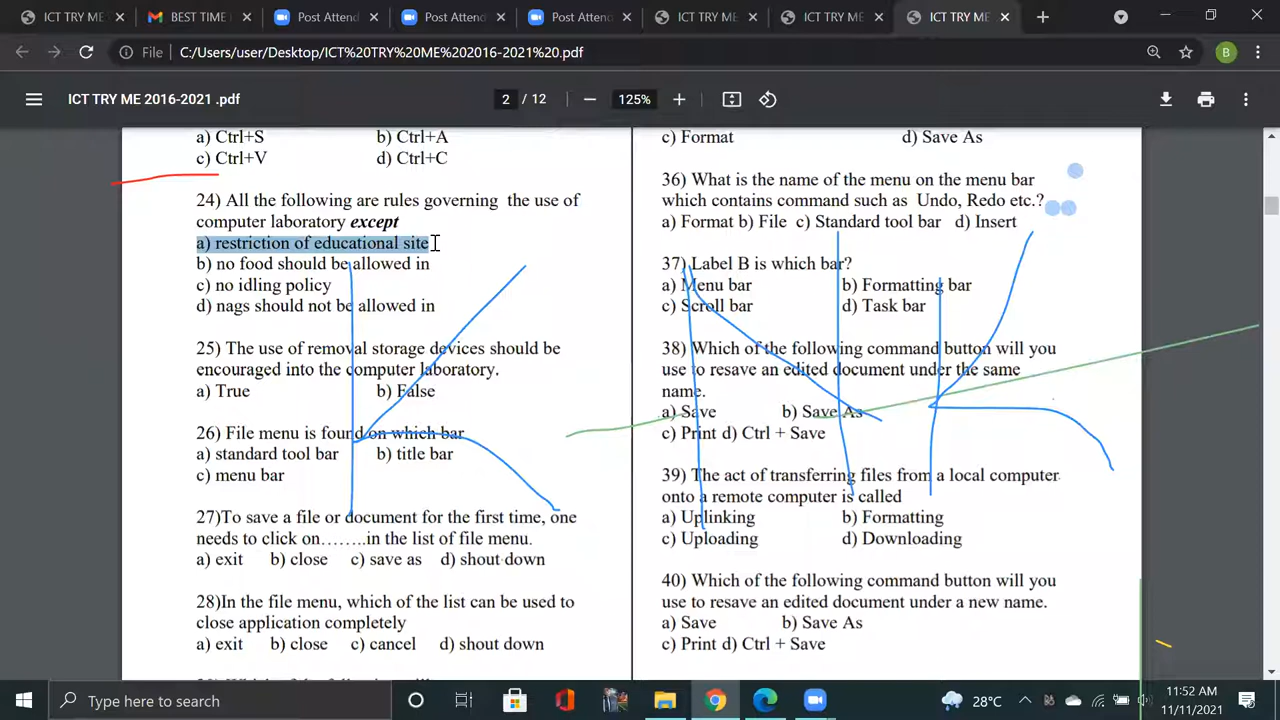 ICT TRY M
BEST TIME
Post Attend
Post Attend
Post Attend
ICT TRY ME
ICT TRY ME
ICT TRY ME
File
C:/Users/user/Desktop/ICT%20TRY%20ME%202016-2021%20.pdf
B
ICT TRY ME 2016-2021 .pdf
2 / 12
125%
a) Ctrl+S b) Ctrl+A
c) Ctrl+V d) Ctrl+C
24) All the following are rules governing the use of
computer laboratory except
a) restriction of educational site
b) no food should be allowed in
c) no idling policy
d) nags should not be allowed in
25) The use of removal storage devices should be
encouraged into the computer laboratory.
a) True b) False
26) File menu is found on which bar
a) standard tool bar b) title bar
c) menu bar
27)To save a file or document for the first time, one
needs to click on……..in the list of file menu.
a) exit b) close c) save as d) shout down
28)In the file menu, which of the list can be used to
close application completely
a) exit b) close c) cancel d) shout down
c) Format d) Save As
36) What is the name of the menu on the menu bar
which contains command such as Undo, Redo etc.?
a) Format b) File c) Standard tool bar d) Insert
37) Label B is which bar?
a) Menu bar b) Formatting bar
c) Scroll bar d) Task bar
38) Which of the following command button will you
use to resave an edited document under the same
name.
a) Save b) Save As
c) Print d) Ctrl + Save
39) The act of transferring files from a local computer
onto a remote computer is called
a) Uplinking b) Formatting
c) Uploading d) Downloading
40) Which of the following command button will you
use to resave an edited document under a new name.
a) Save b) Save As
c) Print d) Ctrl + Save
Type here to search
28°C
11:52 AM
11/11/2021